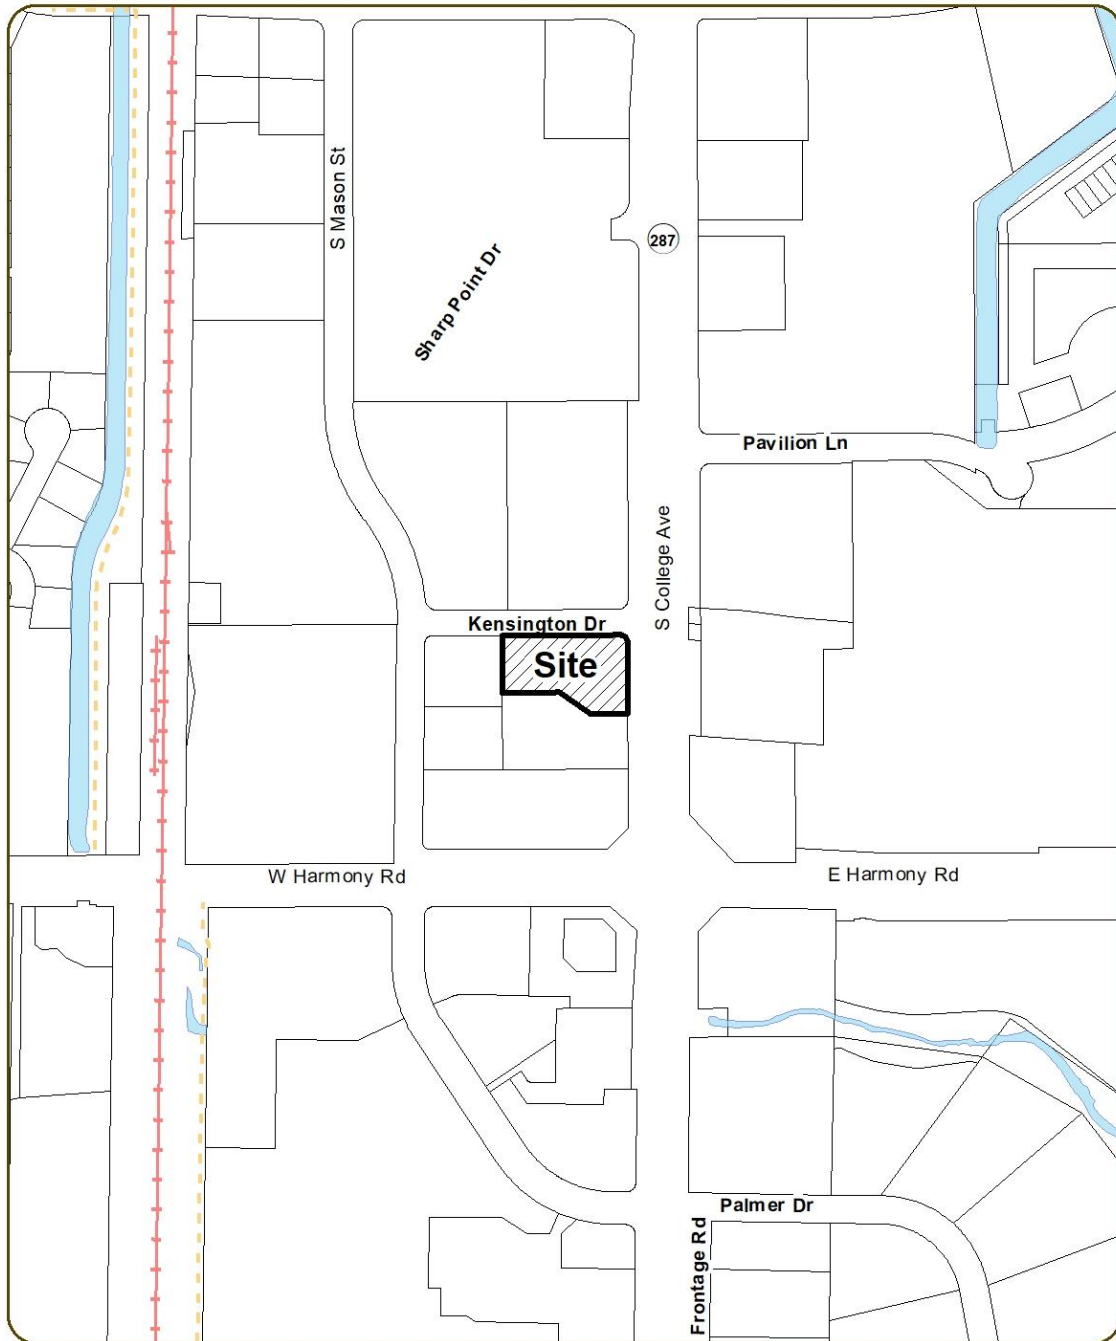 S Mason St
Sharp Point Dr
287
Pavilion Ln
S College Ave
Kensington Dr
Site
W Harmony Rd
E Harmony Rd
Palmer Dr
Frontage Rd